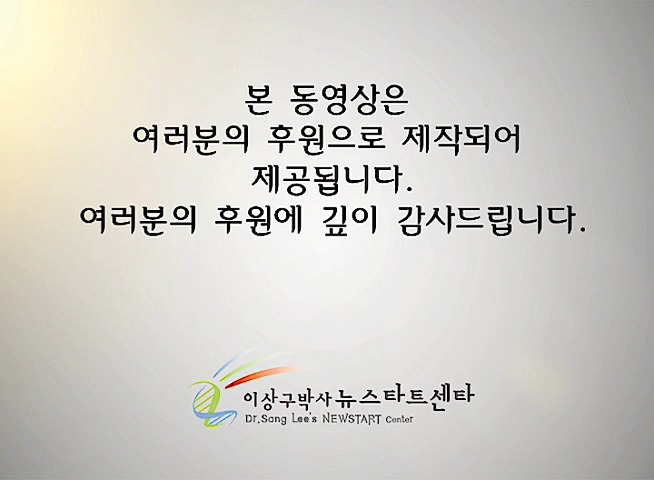 본 동영상은
여러분의 후원으로 제작되어
제공됩니다.
여러분의 후원에 깊이 감사드립니다.
이상구박사 뉴스타트센타
Dr.Sang Lee's NEWSTART Center